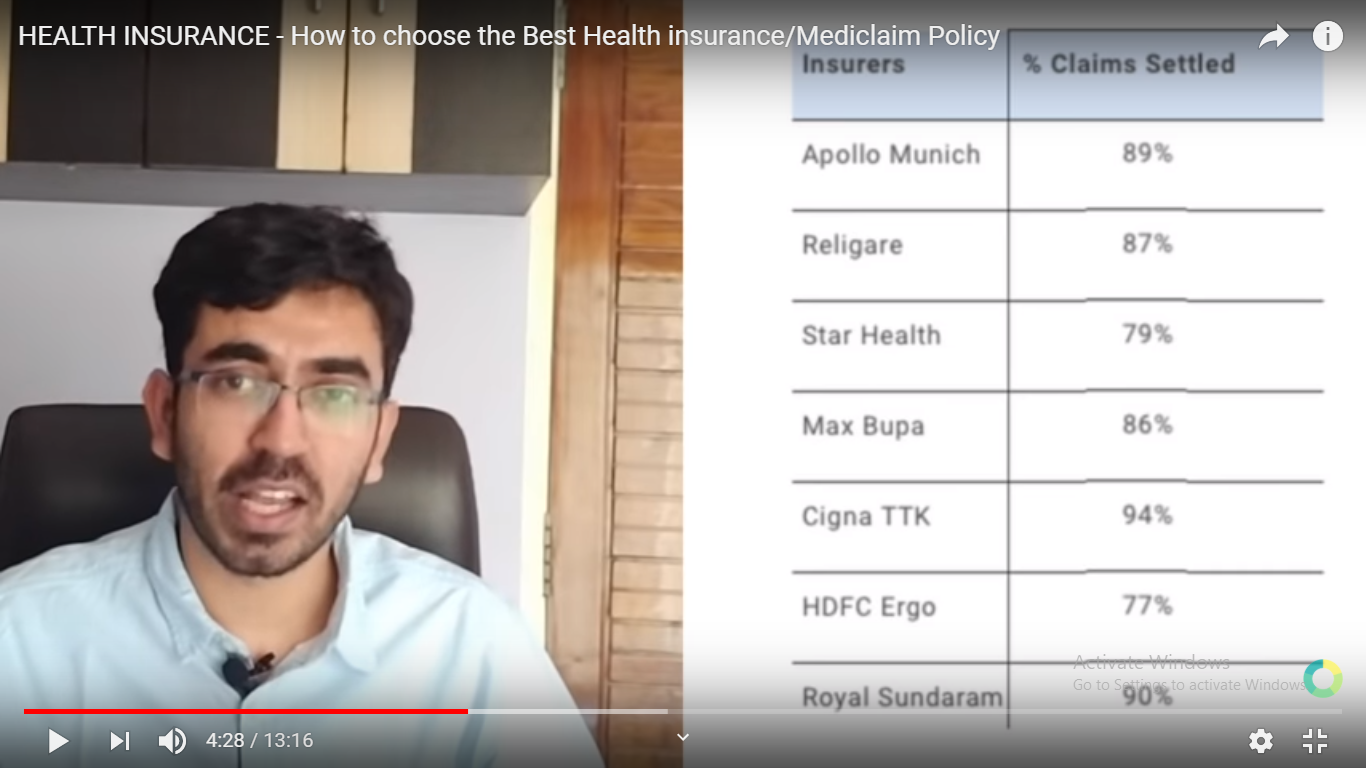 HEALTH INSURANCE - How to choose the Best Health insurance/Mediclaim Policy
Insurers % Claims Settled
Apollo Munich 89%
Religare 87%
Star Health 79%
Max Bupa 86%
Cigna TTK 94%
HDFC Ergo 77%
Activate Windows
Go to Settings to activate Windows.
Royal Sundaram 90%
4:28 / 13:16